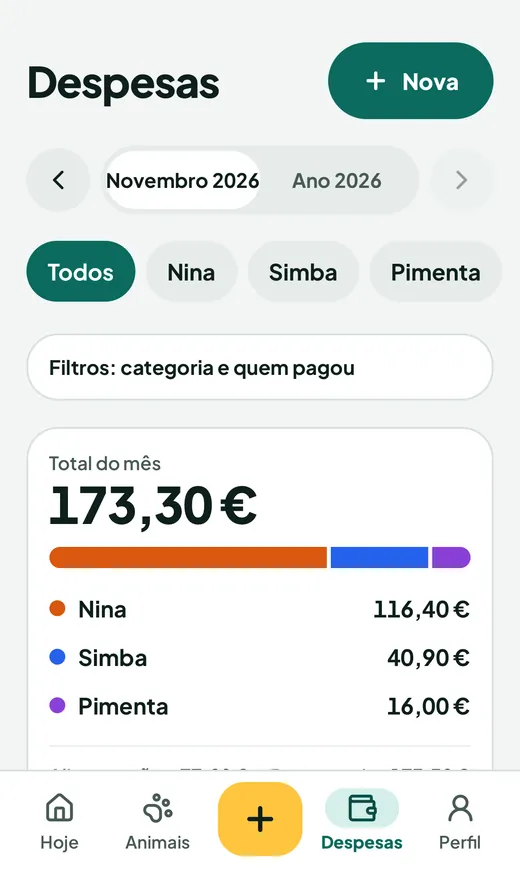 Despesas
+ Nova
Novembro 2026
Ano 2026
Todos
Nina
Simba
Pimenta
Filtros: categoria e quem pagou
Total do mês
173,30 €
Nina 116,40 €
Simba 40,90 €
Pimenta 16,00 €
Hoje
Animais
+
Despesas
Perfil